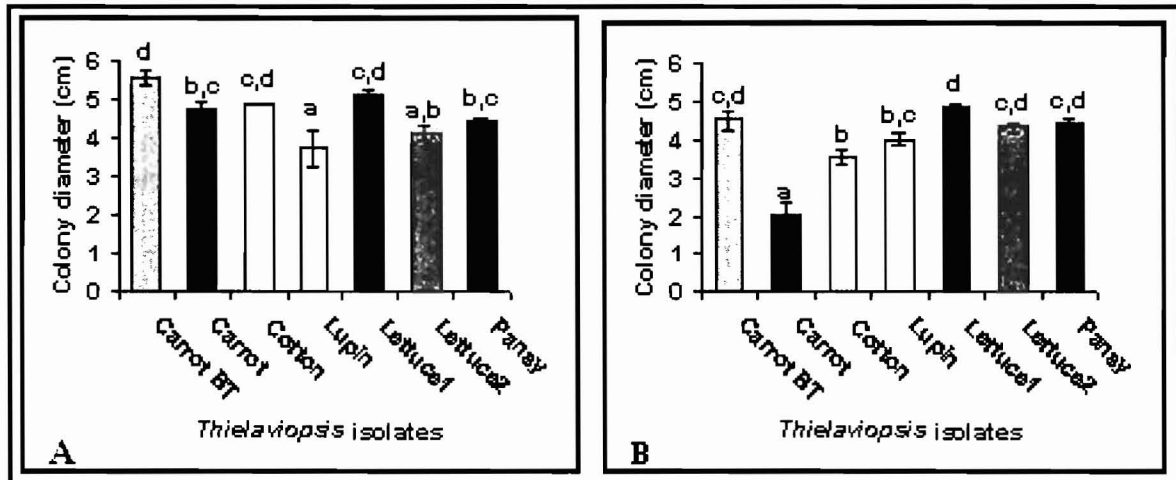 Colony diameter (cm)
6
5
4
3
2
1
0
d
b,c
c,d
a
c,d
a,b
b,c
Carrot BT
Carrot
Cotton
Lupin
Lettuce1
Lettuce2
Pansy
Thielaviopsis isolates
A
Colony diameter (cm)
6
5
4
3
2
1
0
c,d
a
b
b,c
d
c,d
c,d
Carrot BT
Carrot
Cotton
Lupin
Lettuce1
Lettuce2
Pansy
Thielaviopsis isolates
B